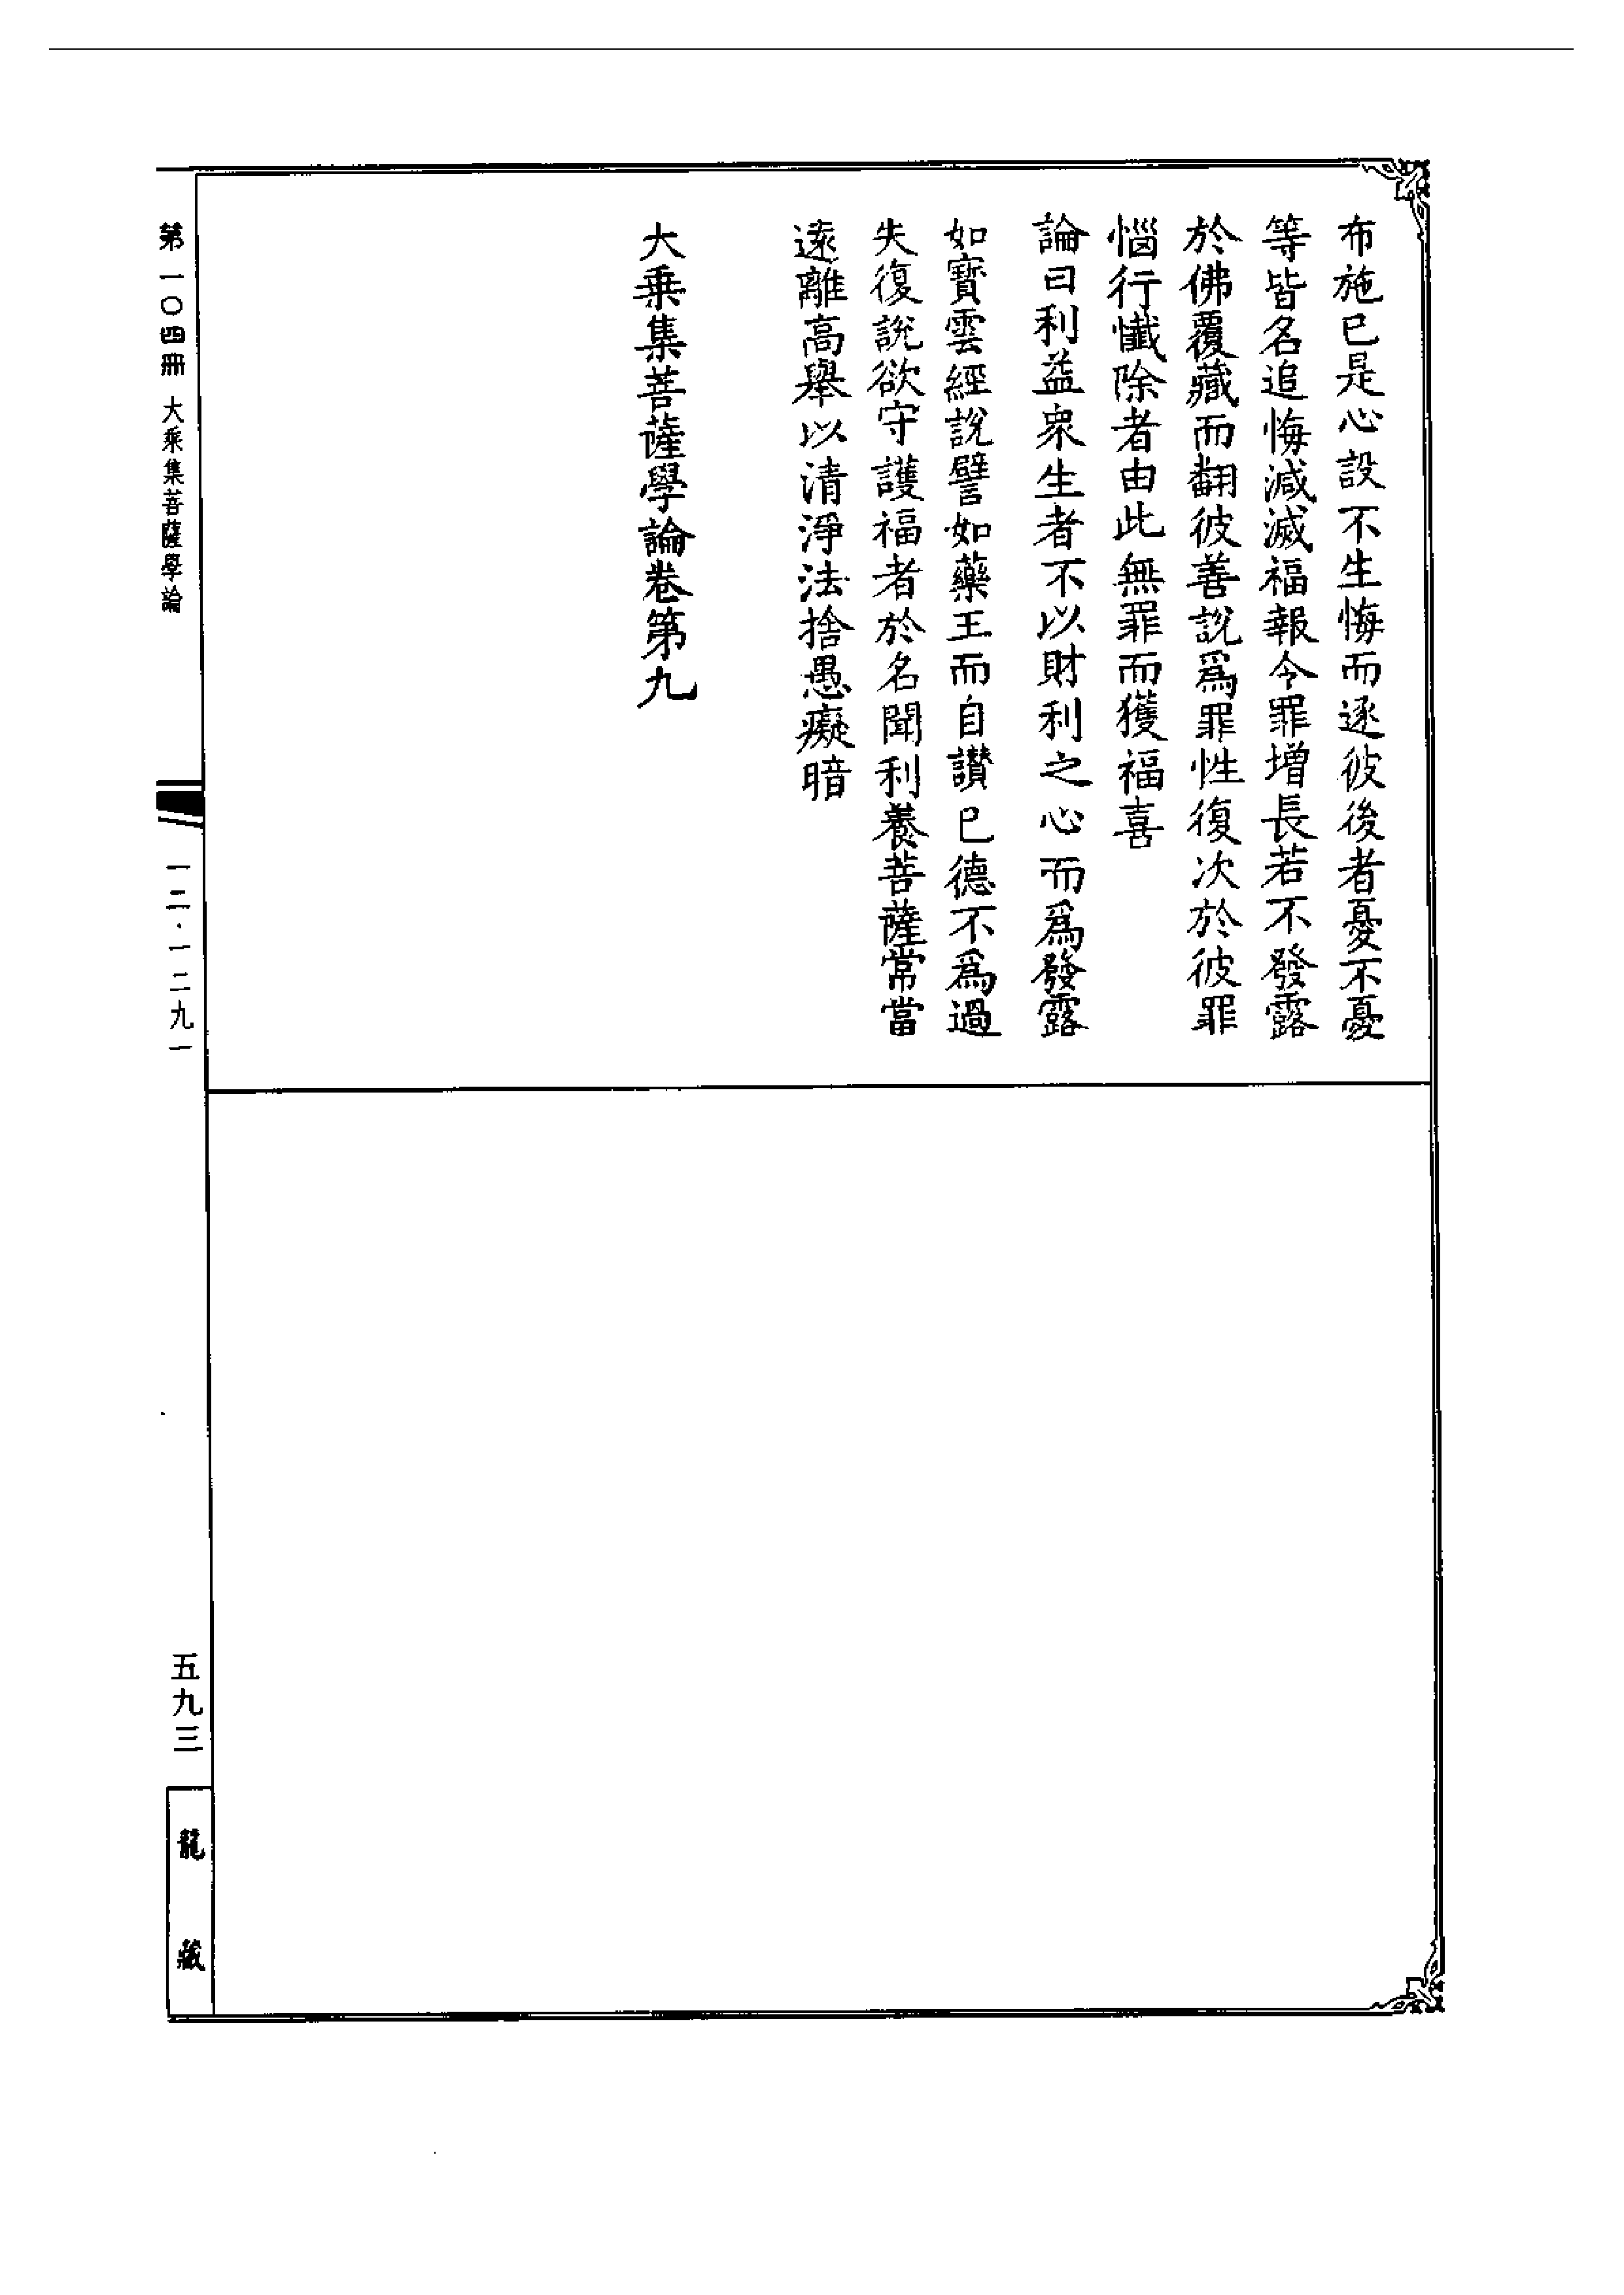 布施已是心設不生悔而逐彼後者憂不憂
等皆名追悔減滅福報令罪增長若不發露
於佛覆藏而翻彼善說爲罪性復次於彼罪
惱行懺除者由此無罪而獲福喜
論曰利益衆生者不以財利之心而爲發露
如寶雲經說譬如藥王而自讚已德不爲過
失復說欲守護福者於名聞利養菩薩常當
遠離高舉以清淨法捨愚癡暗
大乗集菩薩學論卷第九
第一〇四冊 大乘集菩薩學論
一二·一二九一
五九三
龍藏